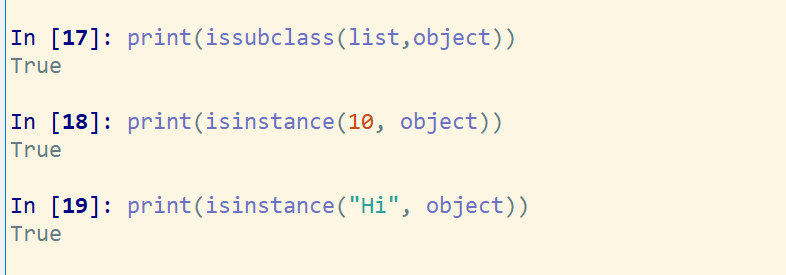 In [17]: print(issubclass(list,object))
True
In [18]: print(isinstance(10, object))
True
In [19]: print(isinstance("Hi", object))
True